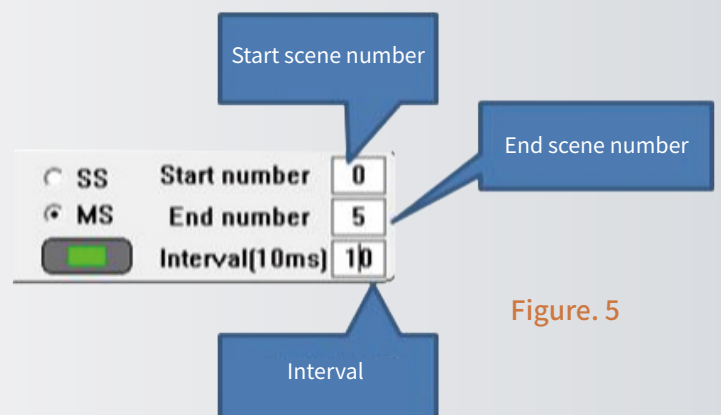 Start scene number
End scene number
SS Start number 0
MS End number 5
Interval(10ms) 10
Figure. 5
Interval